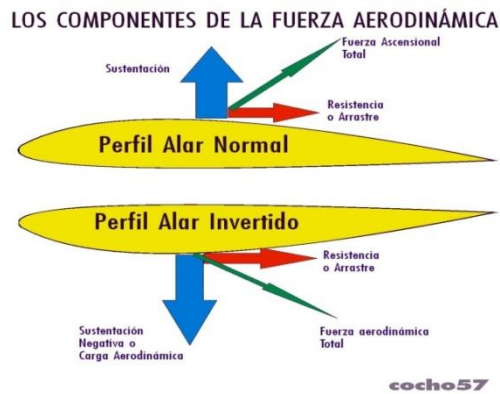 LOS COMPONENTES DE LA FUERZA AERODINÁMICA
Fuerza Ascensional
Total
Sustentación
Resistencia
o Arrastre
Perfil Alar Normal
Perfil Alar Invertido
Resistencia
o Arrastre
Sustentación
Negativa o
Carga Aerodinámica
Fuerza aerodinámica
Total
cocho57